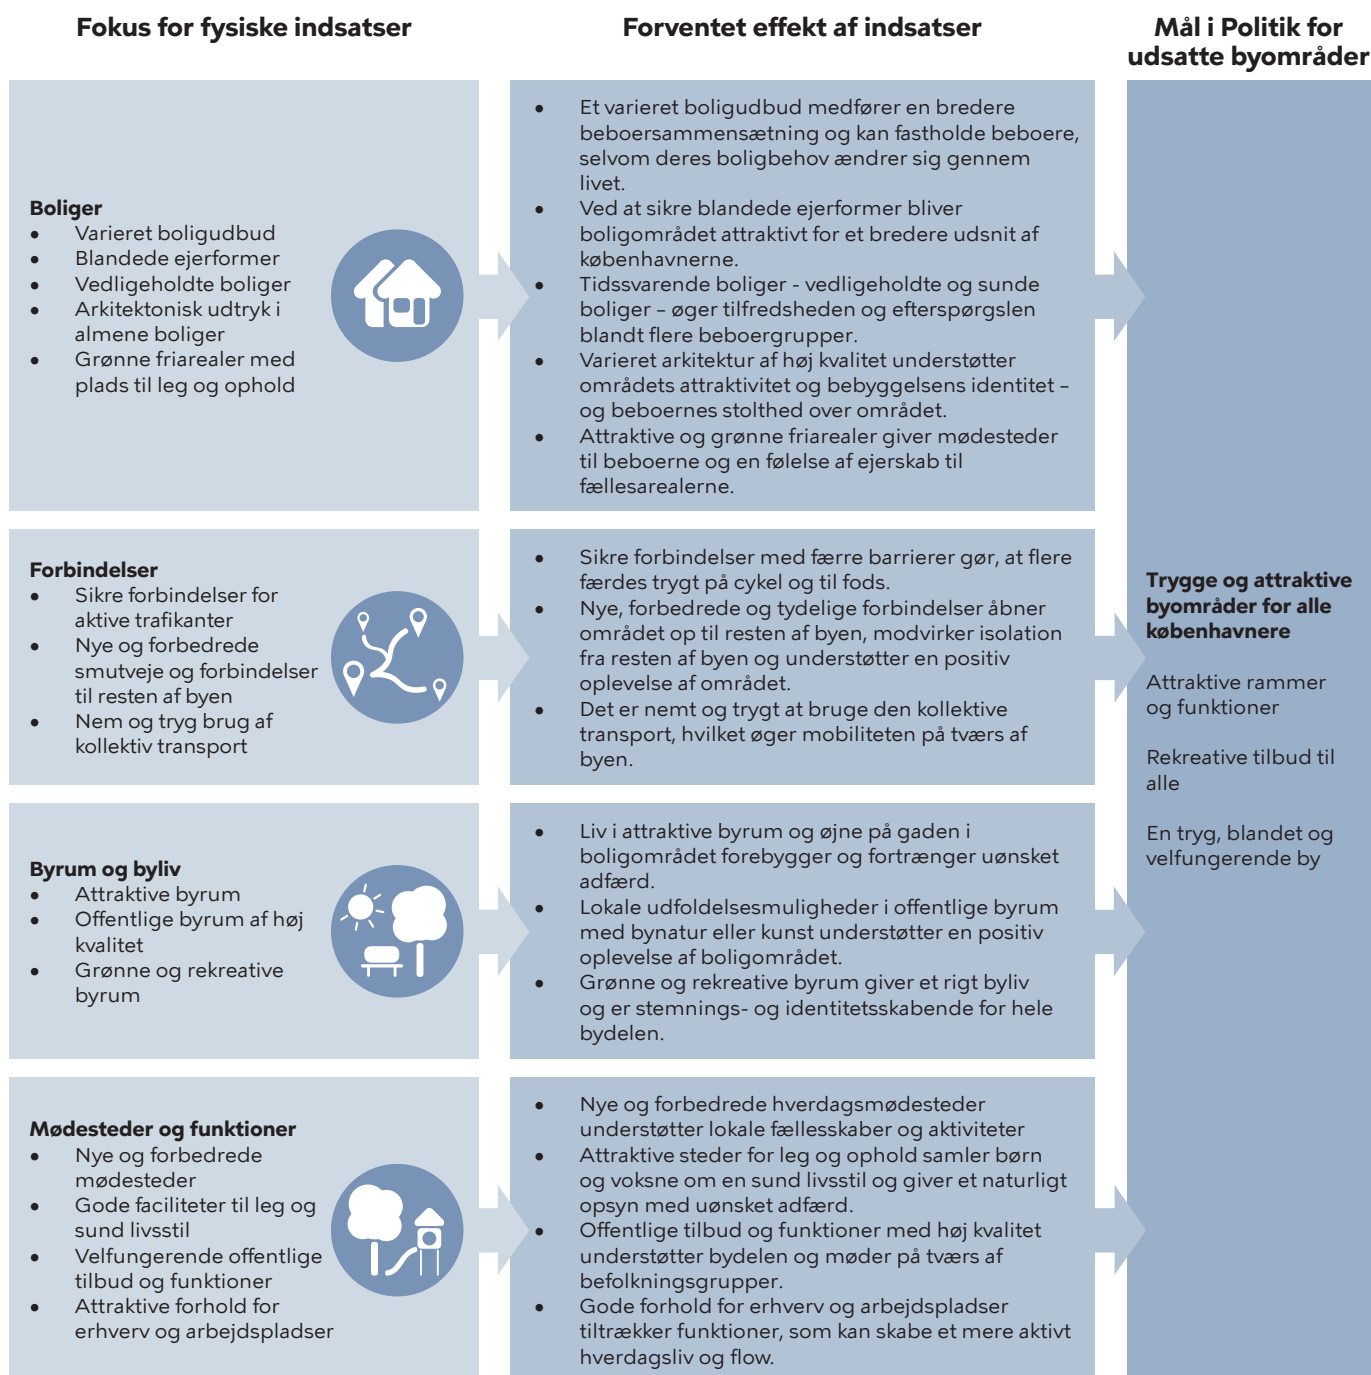 Fokus for fysiske indsatser
Forventet effekt af indsatser
Mål i Politik for
udsatte byområder
Boliger
• Varieret boligudbud
• Blandede ejerformer
• Vedligeholdte boliger
• Arkitektonisk udtryk i
almene boliger
• Grønne friarealer med
plads til leg og ophold
• Et varieret boligudbud medfører en bredere
beboersammensætning og kan fastholde beboere,
selvom deres boligbehov ændrer sig gennem
livet.
• Ved at sikre blandede ejerformer bliver
boligområdet attraktivt for et bredere udsnit af
københavnerne.
• Tidssvarende boliger - vedligeholdte og sunde
boliger – øger tilfredsheden og efterspørgslen
blandt flere beboergrupper.
• Varieret arkitektur af høj kvalitet understøtter
områdets attraktivitet og bebyggelsens identitet –
og beboernes stolthed over området.
• Attraktive og grønne friarealer giver mødesteder
til beboerne og en følelse af ejerskab til
fællesarealerne.
Forbindelser
• Sikre forbindelser for
aktive trafikanter
• Nye og forbedrede
smutveje og forbindelser
til resten af byen
• Nem og tryg brug af
kollektiv transport
• Sikre forbindelser med færre barrierer gør, at flere
færdes trygt på cykel og til fods.
• Nye, forbedrede og tydelige forbindelser åbner
området op til resten af byen, modvirker isolation
fra resten af byen og understøtter en positiv
oplevelse af området.
• Det er nemt og trygt at bruge den kollektive
transport, hvilket øger mobiliteten på tværs af
byen.
Byrum og byliv
• Attraktive byrum
• Offentlige byrum af høj
kvalitet
• Grønne og rekreative
byrum
• Liv i attraktive byrum og øjne på gaden i
boligområdet forebygger og fortrænger uønsket
adfærd.
• Lokale udfoldelsesmuligheder i offentlige byrum
med bynatur eller kunst understøtter en positiv
oplevelse af boligområdet.
• Grønne og rekreative byrum giver et rigt byliv
og er stemnings- og identitetsskabende for hele
bydelen.
Mødesteder og funktioner
• Nye og forbedrede
mødesteder
• Gode faciliteter til leg og
sund livsstil
• Velfungerende offentlige
tilbud og funktioner
• Attraktive forhold for
erhverv og arbejdspladser
• Nye og forbedrede hverdagsmødesteder
understøtter lokale fællesskaber og aktiviteter
• Attraktive steder for leg og ophold samler børn
og voksne om en sund livsstil og giver et naturligt
opsyn med uønsket adfærd.
• Offentlige tilbud og funktioner med høj kvalitet
understøtter bydelen og møder på tværs af
befolkningsgrupper.
• Gode forhold for erhverv og arbejdspladser
tiltrækker funktioner, som kan skabe et mere aktivt
hverdagsliv og flow.
Trygge og attraktive
byområder for alle
københavnere
Attraktive rammer
og funktioner
Rekreative tilbud til
alle
En tryg, blandet og
velfungerende by